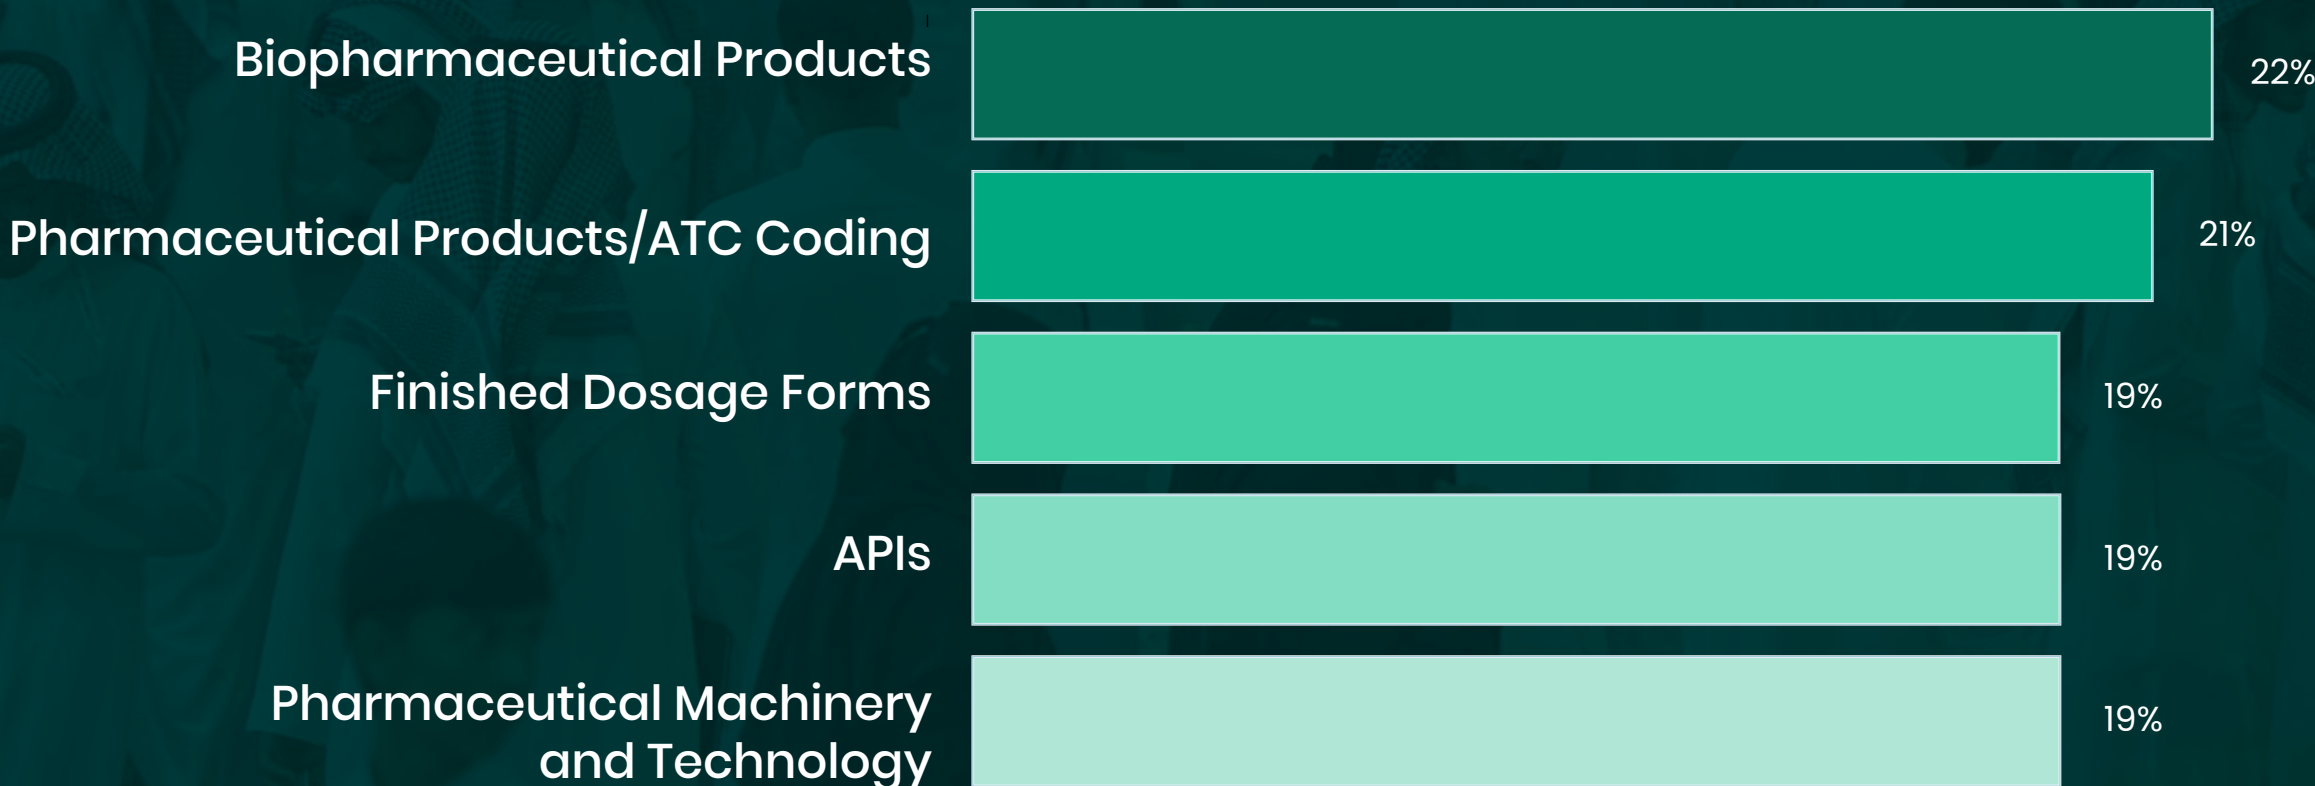 Biopharmaceutical Products
22%
Pharmaceutical Products/ATC Coding
21%
Finished Dosage Forms
19%
APIs
19%
Pharmaceutical Machinery
and Technology
19%